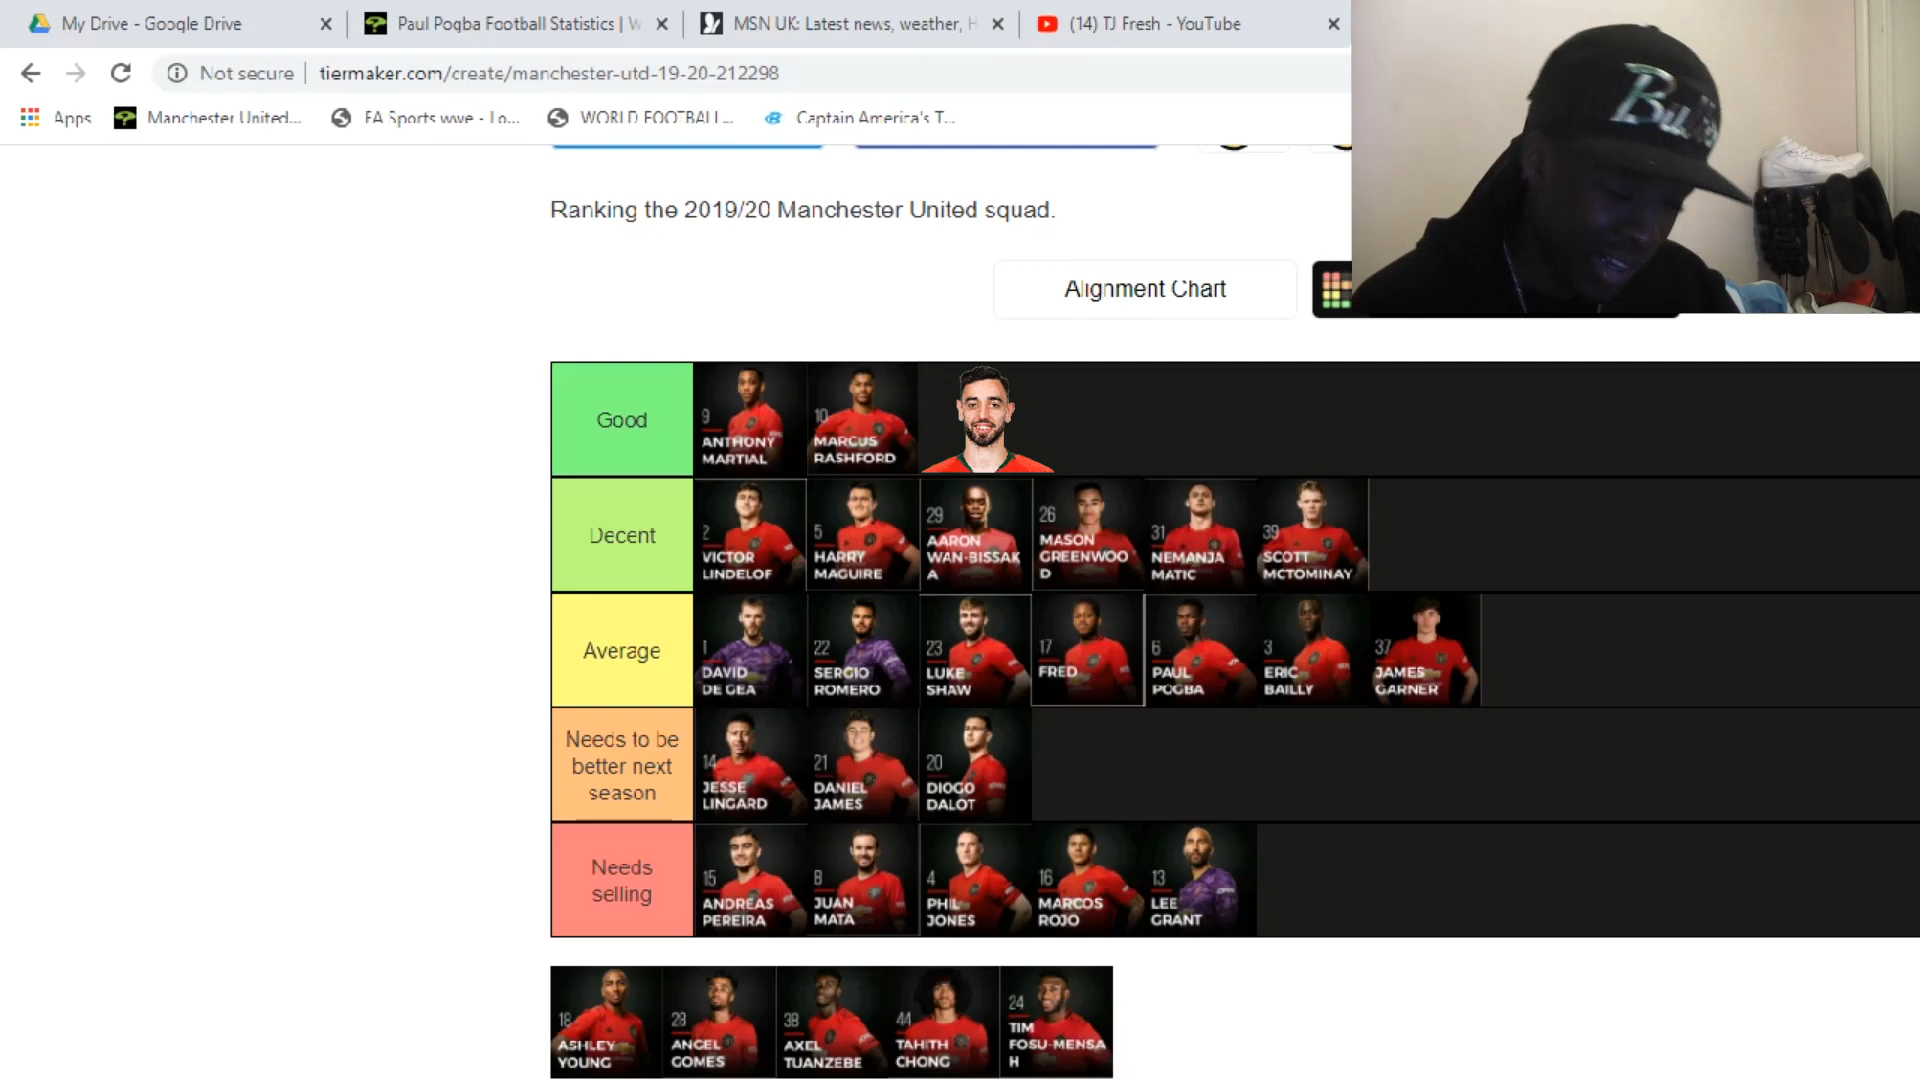 My Drive - Google Drive
Paul Pogba Football Statistics | W
MSN UK: Latest news, weather, H
(14) TJ Fresh - YouTube
Not secure | tiermaker.com/create/manchester-utd-19-20-212298
Apps
Manchester United...
EA Sports wwe - Lo...
WORLD FOOTBALL...
Captain America's T...
Ranking the 2019/20 Manchester United squad.
Alignment Chart
Good
9
ANTHONY
MARTIAL
10
MARCUS
RASHFORD
Decent
2
VICTOR
LINDELOF
5
HARRY
MAGUIRE
29
AARON
WAN-BISSAK
A
26
MASON
GREENWOO
D
31
NEMANJA
MATIC
39
SCOTT
MCTOMINAY
Average
1
DAVID
DE GEA
22
SERGIO
ROMERO
23
LUKE
SHAW
17
FRED
6
PAUL
POGBA
3
ERIC
BAILLY
37
JAMES
GARNER
Needs to be
better next
season
14
JESSE
LINGARD
21
DANIEL
JAMES
20
DIOGO
DALOT
Needs
selling
15
ANDREAS
PEREIRA
8
JUAN
MATA
4
PHIL
JONES
16
MARCOS
ROJO
13
LEE
GRANT
18
ASHLEY
YOUNG
28
ANGEL
GOMES
38
AXEL
TUANZEBE
44
TAHITH
CHONG
24
TIM
FOSU-MENSA
H